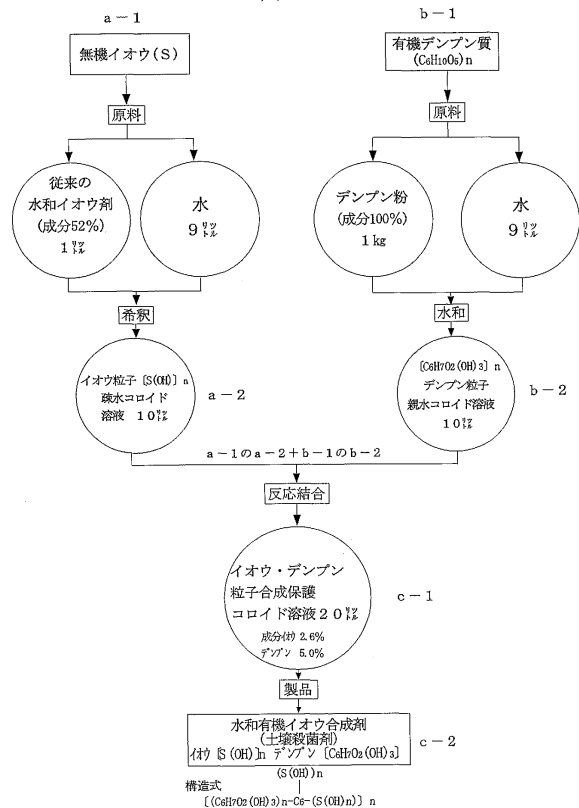 a－1
無機イオウ(S)
原料
従来の
水和イオウ剤
(成分52%)
1㍑
水
9㍑
希釈
イオウ粒子〔S(OH)〕n
疎水コロイド
溶液 10㍑
a－2
b－1
有機デンプン質
(C6H10O5)n
原料
デンプン粉
(成分100%)
1kg
水
9㍑
水和
[C6H7O2(OH)3]n
デンプン粒子
親水コロイド溶液
10㍑
b－2
a－1のa－2＋b－1のb－2
反応結合
イオウ・デンプン
粒子合成保護
コロイド溶液20㍑
成分ｲｵｳ 2.6%
ﾃﾞﾝﾌﾟﾝ 5.0%
c－1
製品
水和有機イオウ合成剤
(土壌殺菌剤)
ｲｵｳ [S(OH)]n ﾃﾞﾝﾌﾟﾝ [C6H7O2(OH)3]
c－2
(S(OH))n
構造式
[(C6H7O2(OH)3)n-C6-(S(OH)n)] n